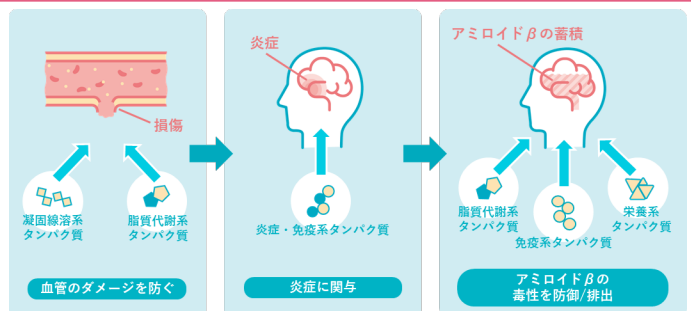 損傷
凝固線溶系
タンパク質
脂質代謝系
タンパク質
血管のダメージを防ぐ
炎症
炎症・免疫系タンパク質
炎症に関与
アミロイドβの蓄積
脂質代謝系
タンパク質
免疫系タンパク質
栄養系
タンパク質
アミロイドβの
毒性を防御/排出